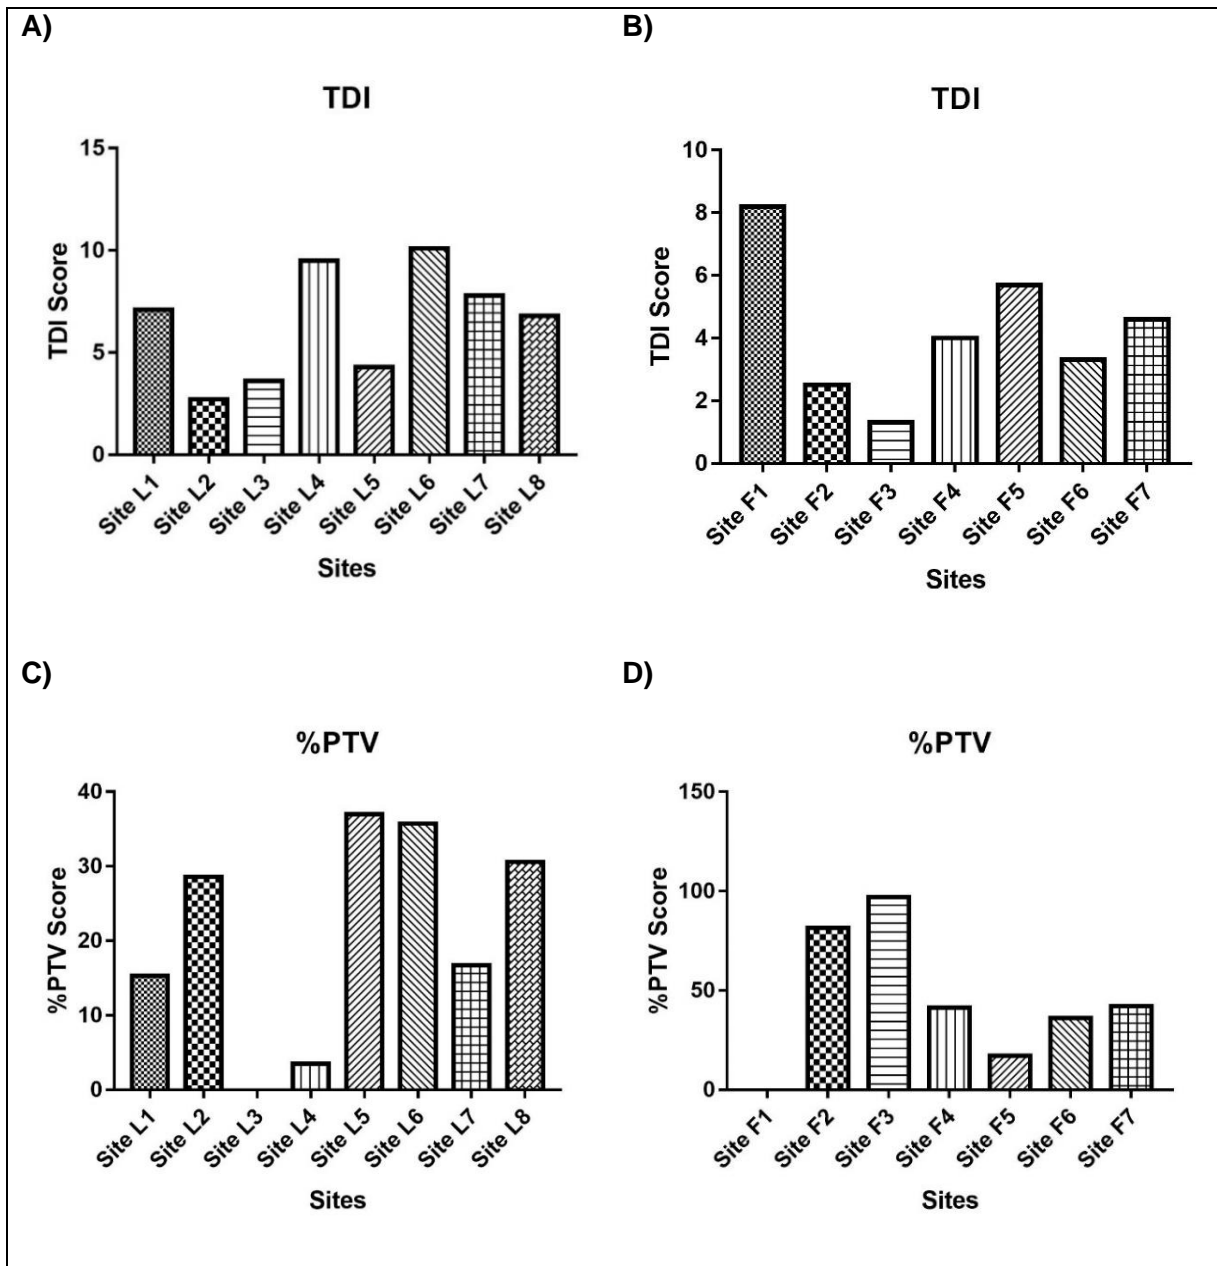 A)
TDI
15
10
5
0
TDI Score
Site L1
Site L2
Site L3
Site L4
Site L5
Site L6
Site L7
Site L8
Sites
B)
TDI
10
8
6
4
2
0
TDI Score
Site F1
Site F2
Site F3
Site F4
Site F5
Site F6
Site F7
Sites
C)
%PTV
40
30
20
10
0
%PTV Score
Site L1
Site L2
Site L3
Site L4
Site L5
Site L6
Site L7
Site L8
Sites
D)
%PTV
150
100
50
0
%PTV Score
Site F1
Site F2
Site F3
Site F4
Site F5
Site F6
Site F7
Sites